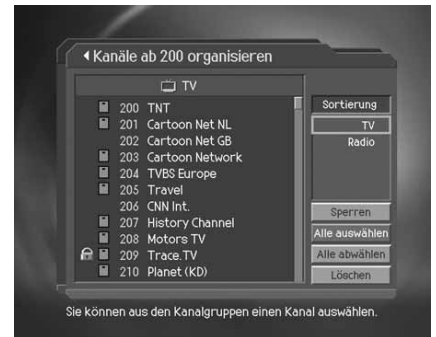 Kanäle ab 200 organisieren
TV
200 TNT
201 Cartoon Net NL
202 Cartoon Net GB
203 Cartoon Network
204 TVBS Europe
205 Travel
206 CNN Int.
207 History Channel
208 Motors TV
209 Trace.TV
210 Planet (KD)
Sortierung
TV
Radio
Sperren
Alle auswählen
Alle abwählen
Löschen
Sie können aus den Kanalgruppen einen Kanal auswählen.